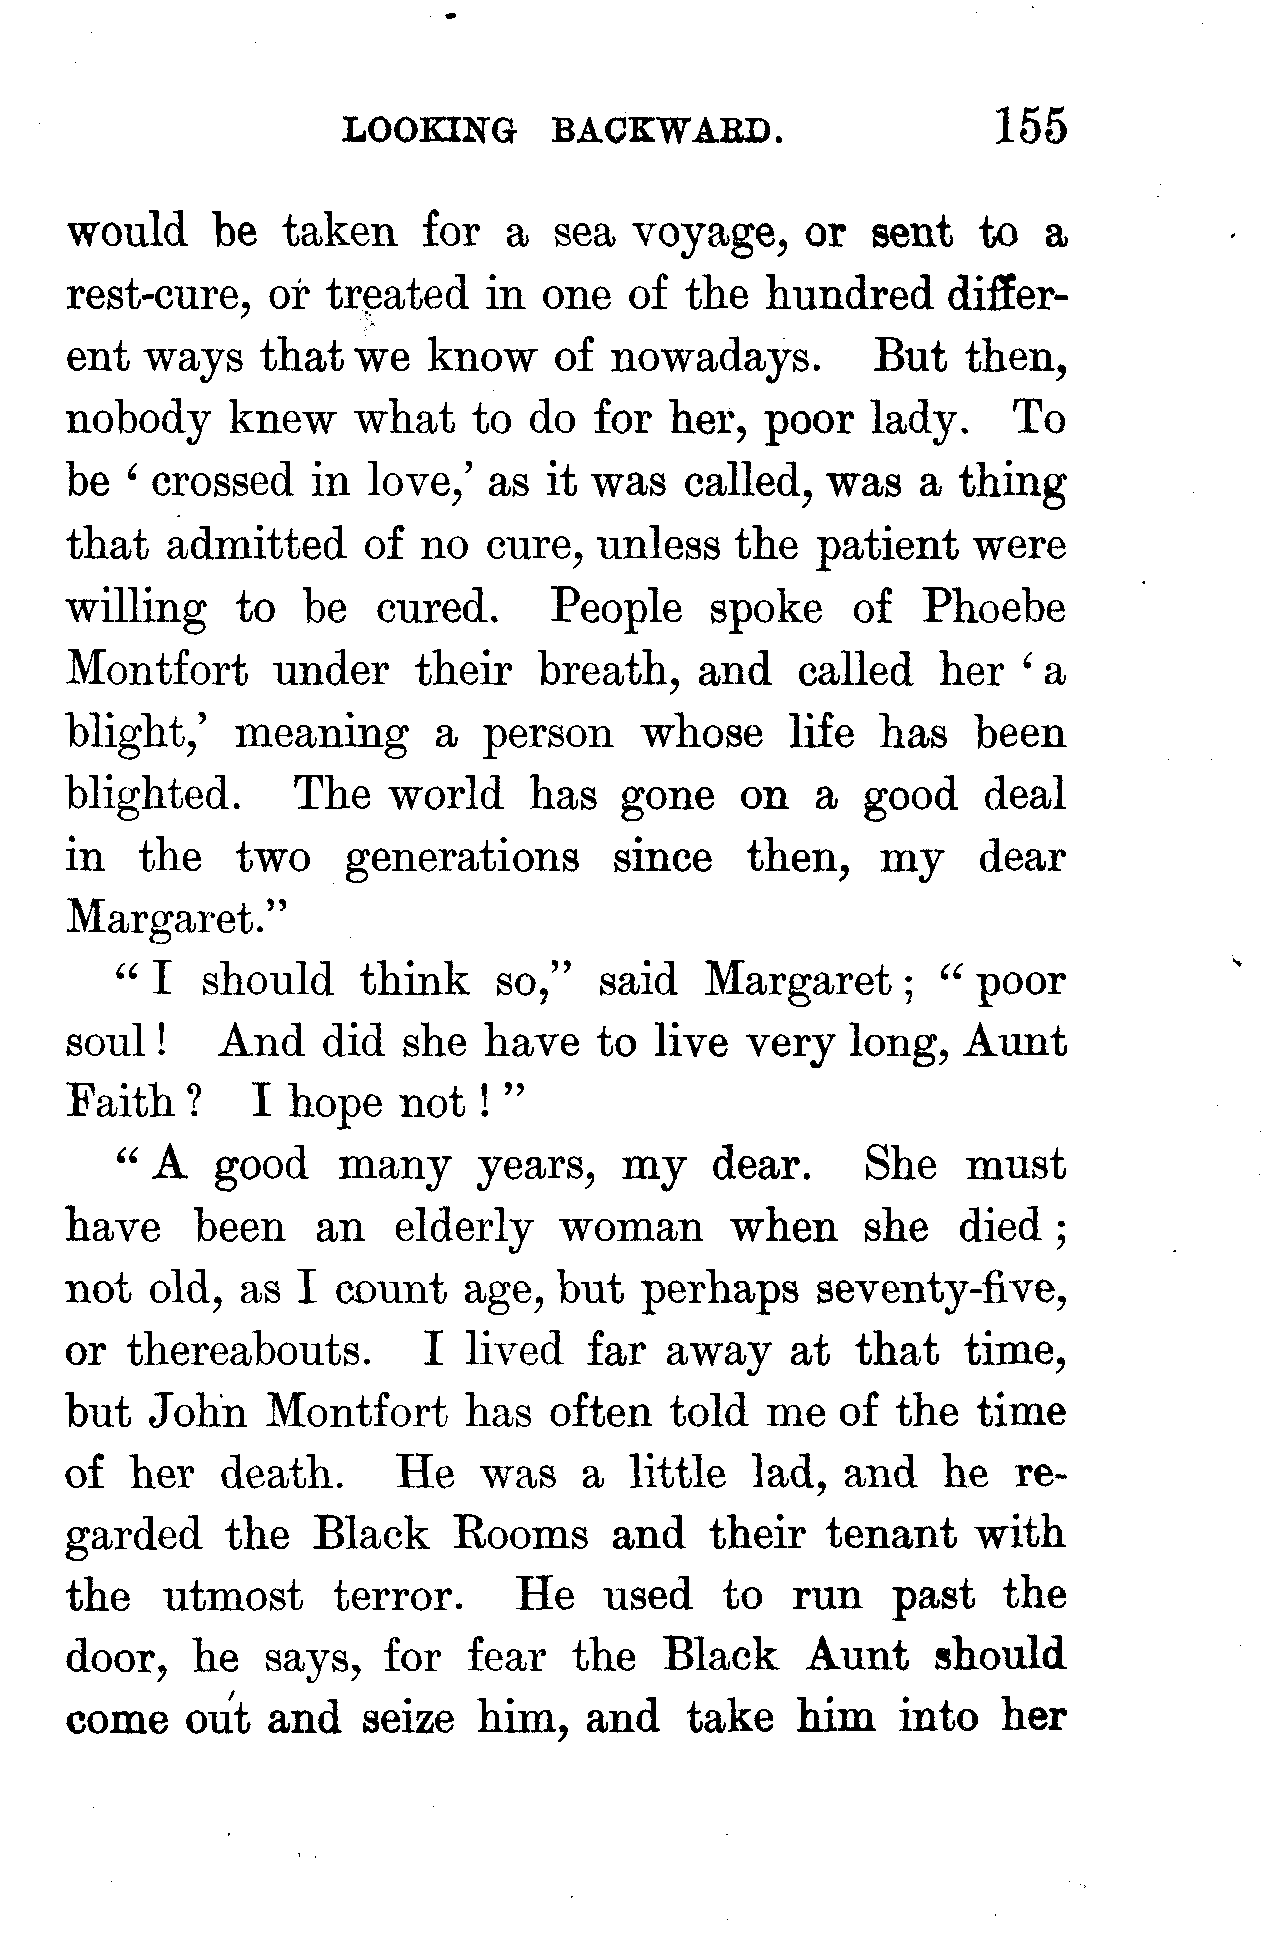 LOOKING BACKWARD. 155
would be taken for a sea voyage, or sent to a
rest-cure, or treated in one of the hundred differ-
ent ways that we know of nowadays. But then,
nobody knew what to do for her, poor lady. To
be ‘ crossed in love,’ as it was called, was a thing
that admitted of no cure, unless the patient were
willing to be cured. People spoke of Phoebe
Montfort under their breath, and called her ‘ a
blight,’ meaning a person whose life has been
blighted. The world has gone on a good deal
in the two generations since then, my dear
Margaret.”
“ I should think so,” said Margaret ; “ poor
soul ! And did she have to live very long, Aunt
Faith ? I hope not ! ”
“ A good many years, my dear. She must
have been an elderly woman when she died ;
not old, as I count age, but perhaps seventy-five,
or thereabouts. I lived far away at that time,
but John Montfort has often told me of the time
of her death. He was a little lad, and he re-
garded the Black Rooms and their tenant with
the utmost terror. He used to run past the
door, he says, for fear the Black Aunt should
come out and seize him, and take him into her